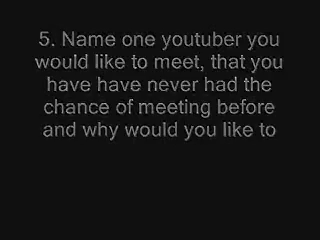 5. Name one youtuber you
would like to meet, that you
have have never had the
chance of meeting before
and why would you like to